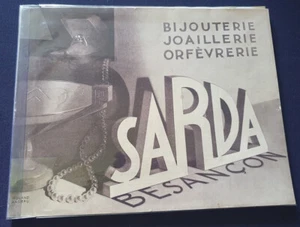 BIJOUTERIE
JOAILLERIE
ORFÈVRERIE
SARDA
BESANÇON